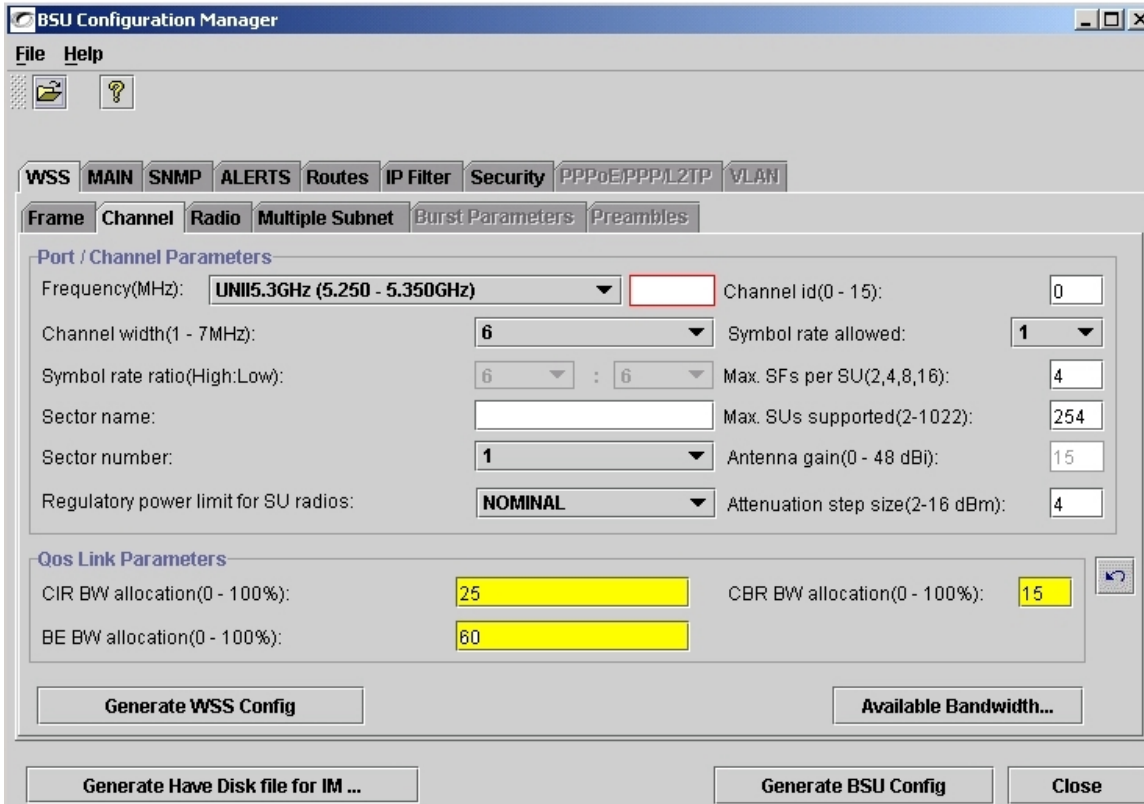 BSU Configuration Manager
File Help
WSS MAIN SNMP ALERTS Routes IP Filter Security PPPoE/PPP/L2TP VLAN
Frame Channel Radio Multiple Subnet Burst Parameters Preambles
Port / Channel Parameters
Frequency(MHz): UNII5.3GHz (5.250 - 5.350GHz) Channel id(0 - 15): 0
Channel width(1 - 7MHz): 6 Symbol rate allowed: 1
Symbol rate ratio(High:Low): 6 : 6 Max. SFs per SU(2,4,8,16): 4
Sector name: Max. SUs supported(2-1022): 254
Sector number: 1 Antenna gain(0 - 48 dBi): 15
Regulatory power limit for SU radios: NOMINAL Attenuation step size(2-16 dBm): 4
Qos Link Parameters
CIR BW allocation(0 - 100%): 25 CBR BW allocation(0 - 100%): 15
BE BW allocation(0 - 100%): 60
Generate WSS Config Available Bandwidth...
Generate Have Disk file for IM ... Generate BSU Config Close